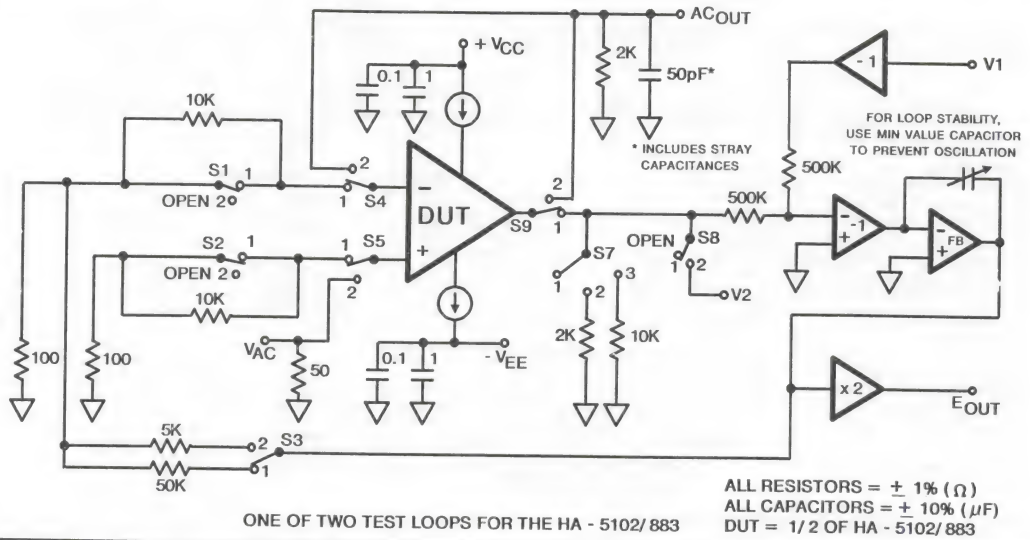 AC OUT
+ VCC
2K
50pF*
- 1
V1
0.1
1
10K
FOR LOOP STABILITY,
USE MIN VALUE CAPACITOR
TO PREVENT OSCILLATION
* INCLUDES STRAY
CAPACITANCES
500K
2
S1
1
OPEN 2
1
S4
−
DUT
+
S9
2
1
500K
−
+
-1
−
+
FB
S2
1
OPEN 2
1
S5
2
10K
OPEN
S8
1
2
S7
1
2
3
V2
100
100
VAC
50
0.1
1
- VEE
2K
10K
x 2
EOUT
5K
2
S3
50K
1
ALL RESISTORS = ± 1% (Ω)
ALL CAPACITORS = ± 10% (μF)
DUT = 1/2 OF HA - 5102/ 883
ONE OF TWO TEST LOOPS FOR THE HA - 5102/ 883